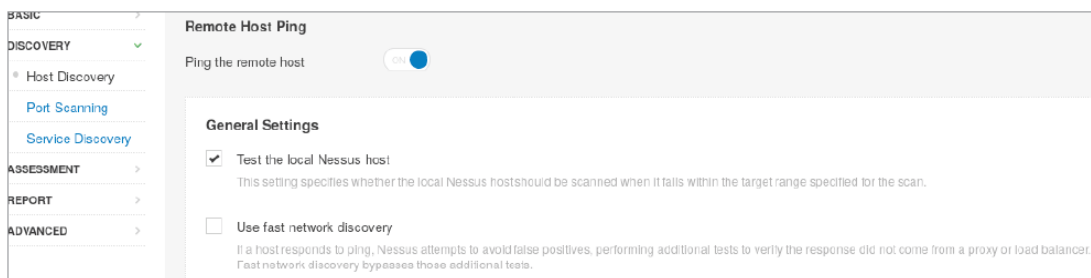 BASIC
DISCOVERY
Host Discovery
Port Scanning
Service Discovery
ASSESSMENT
REPORT
ADVANCED
Remote Host Ping
Ping the remote host ON
General Settings
Test the local Nessus host
This setting specifies whether the local Nessus host should be scanned when it falls within the target range specified for the scan.
Use fast network discovery
If a host responds to ping, Nessus attempts to avoid false positives, performing additional tests to verify the response did not come from a proxy or load balancer.
Fast network discovery bypasses those additional tests.